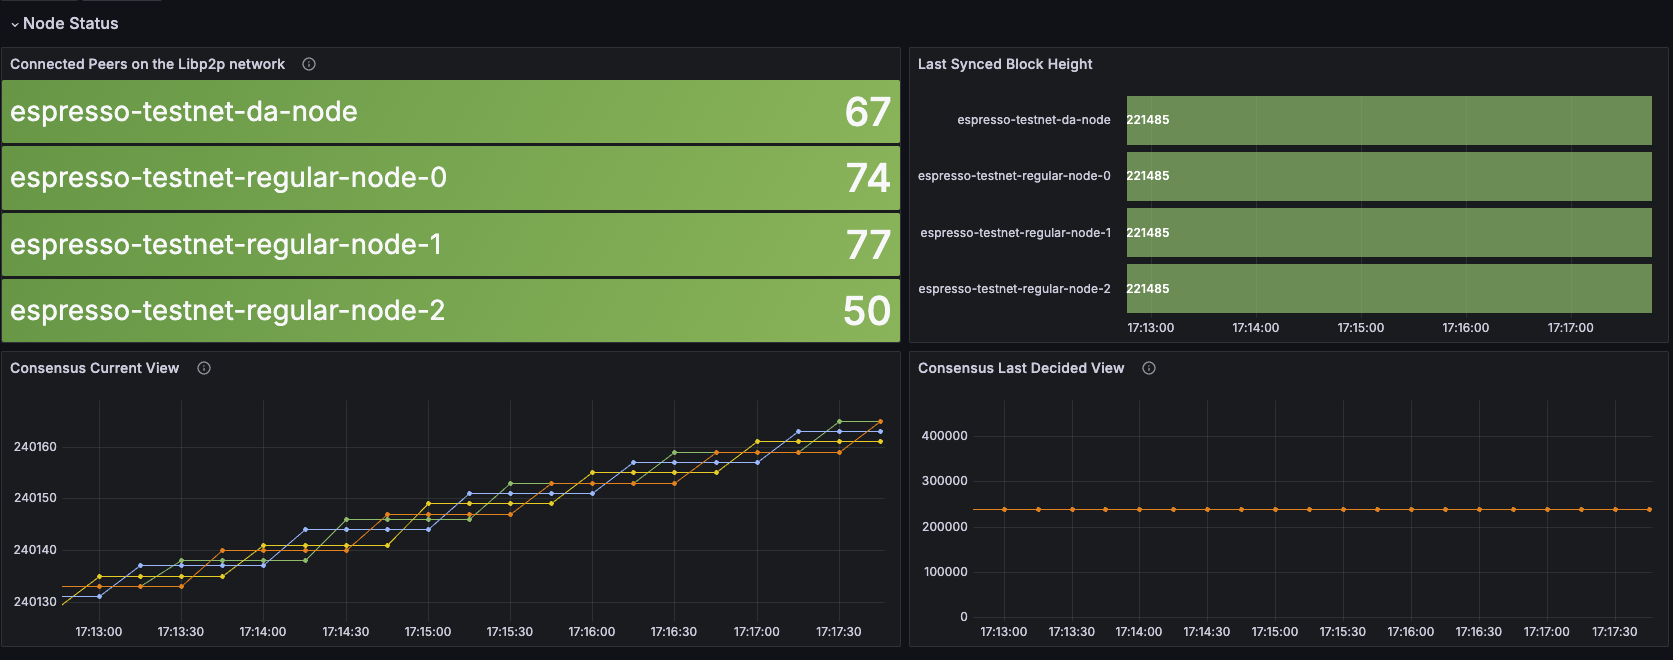 Node Status
Connected Peers on the Libp2p network
espresso-testnet-da-node 67
espresso-testnet-regular-node-0 74
espresso-testnet-regular-node-1 77
espresso-testnet-regular-node-2 50
Last Synced Block Height
espresso-testnet-da-node 221485
espresso-testnet-regular-node-0 221485
espresso-testnet-regular-node-1 221485
espresso-testnet-regular-node-2 221485
17:13:00 17:14:00 17:15:00 17:16:00 17:17:00
Consensus Current View
240160
240150
240140
240130
17:13:00 17:13:30 17:14:00 17:14:30 17:15:00 17:15:30 17:16:00 17:16:30 17:17:00 17:17:30
Consensus Last Decided View
400000
300000
200000
100000
0
17:13:00 17:13:30 17:14:00 17:14:30 17:15:00 17:15:30 17:16:00 17:16:30 17:17:00 17:17:30